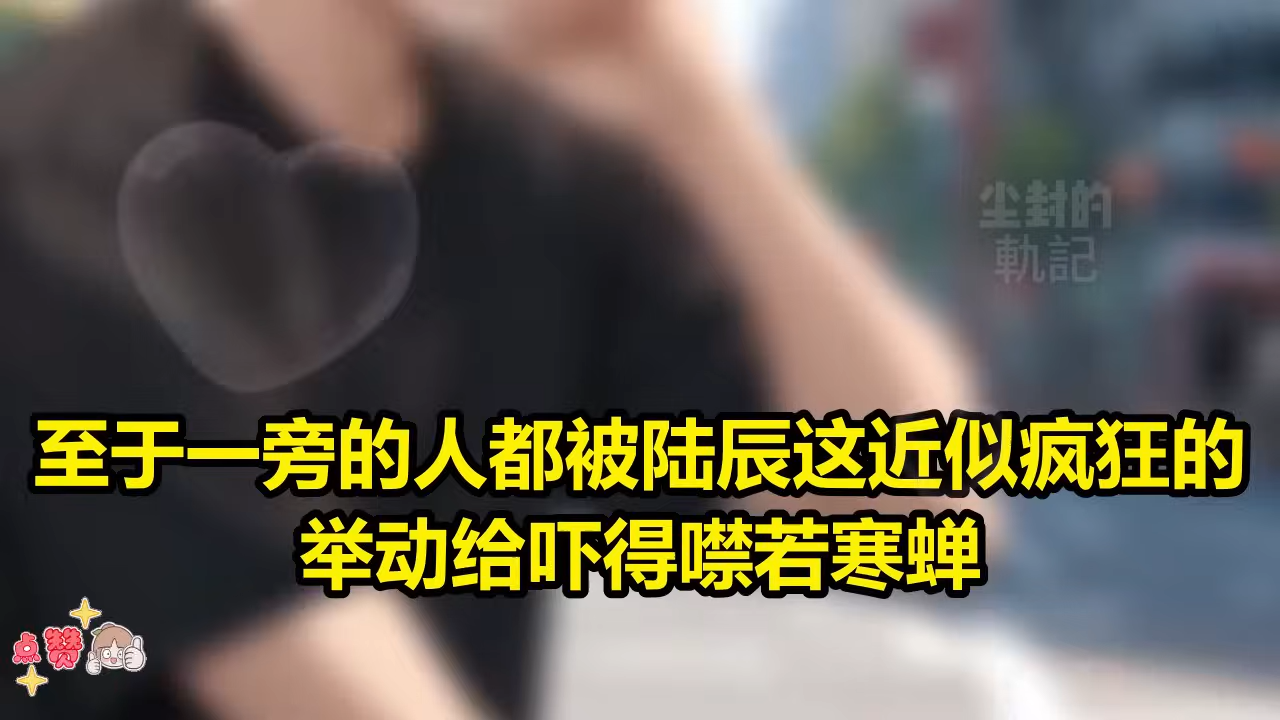 尘封的
軌記
至于一旁的人都被陆辰这近似疯狂的
举动给吓得噤若寒蝉
点赞